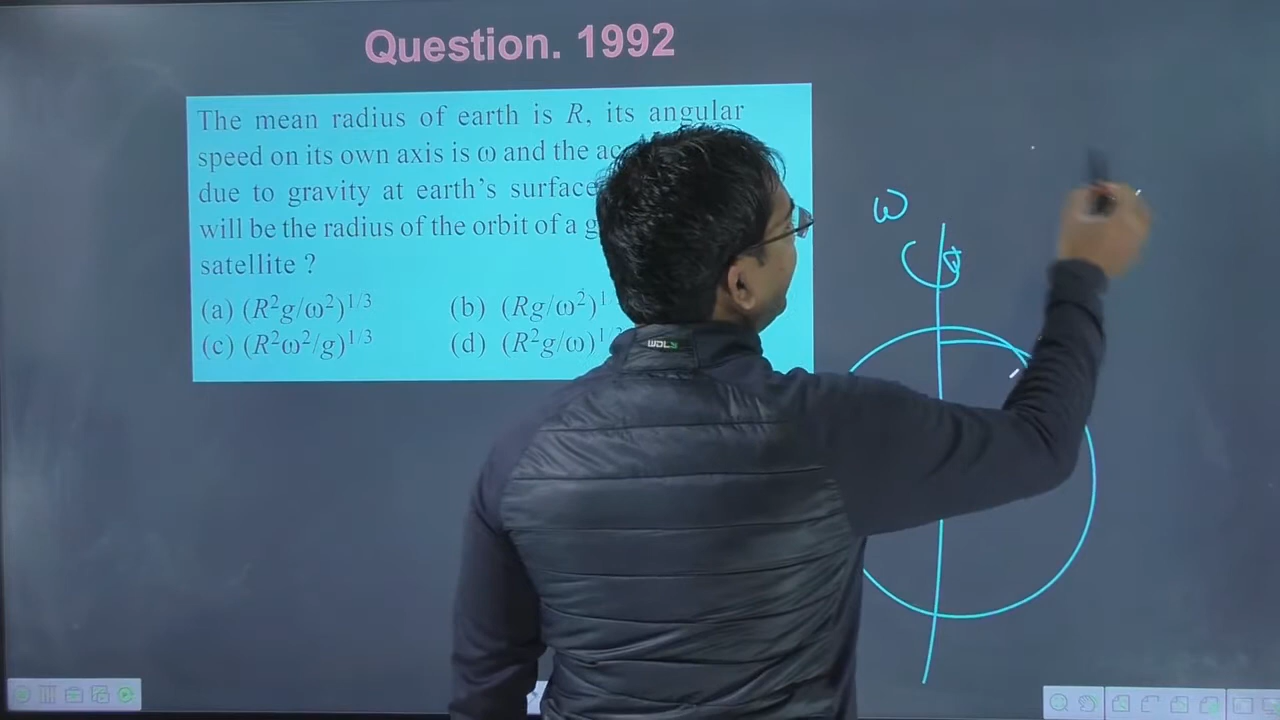 Question. 1992
The mean radius of earth is R, its angular
speed on its own axis is ω and the
due to gravity at earth's surface
will be the radius of the orbit of a
satellite ?
(a) (R²g/ω²)^1/3 (b) (Rg/ω²)^1
(c) (R²ω²/g)^1/3 (d) (R²g/ω)
ω
WDLY